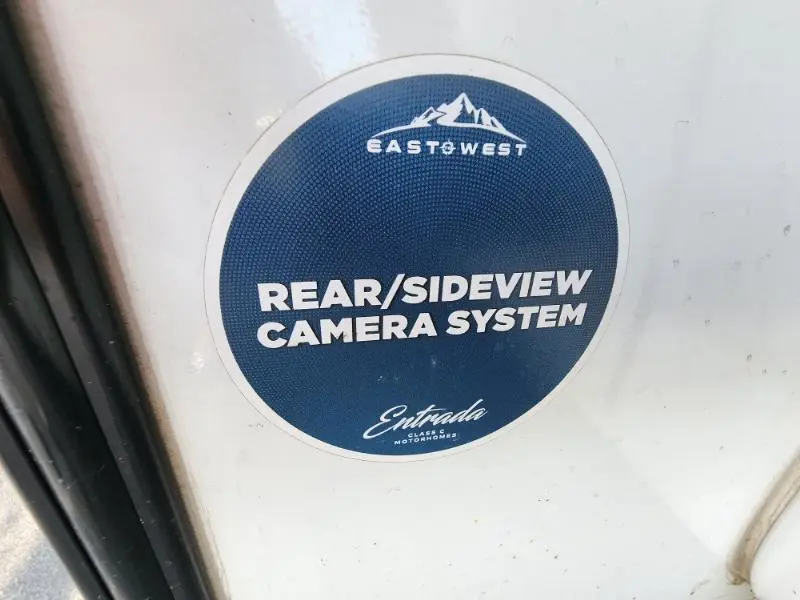 EAST WEST
REAR/SIDEVIEW
CAMERA SYSTEM
Entrada
CLASS C
MOTORHOMES